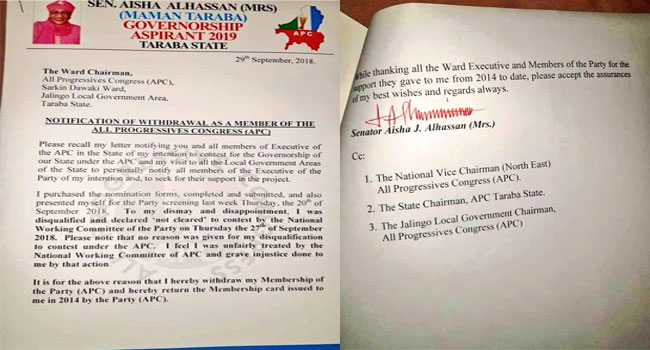 SEN. AISHA ALHASSAN (MRS)
(MAMAN TARABA)
GOVERNORSHIP
ASPIRANT 2019
TARABA STATE
APC
29th September, 2018.
The Ward Chairman,
All Progressives Congress (APC),
Sarkin Dawaki Ward,
Jalingo Local Government Area,
Taraba State.
NOTIFICATION OF WITHDRAWAL AS A MEMBER OF THE
ALL PROGRESSIVES CONGRESS (APC)
Please recall my letter notifying you and all members of Executive of
the APC in the State of my intention to contest for the Governorship of
our State under the APC and my visit to all the Local Government Areas
of the State to personally notify all members of the Executive of the
Party of my intention and, to seek for their support in the project.
I purchased the nomination forms, completed and submitted, and also
presented myself for the Party screening last week Thursday, the 20th of
September 2018. To my dismay and disappointment, I was
disqualified and declared 'not cleared' to contest by the National
Working Committee of the Party on Thursday the 27th of September
2018. Please note that no reason was given for my disqualification
to contest under the APC. I feel I was unfairly treated by the
National Working Committee of APC and grave injustice done to
me by that action.
It is for the above reason that I hereby withdraw my Membership of
the Party (APC) and hereby return the Membership card issued to
me in 2014 by the Party (APC).
While thanking all the Ward Executive and Members of the Party for the
support they gave to me from 2014 to date, please accept the assurances
of my best wishes and regards always.
Senator Aisha J. Alhassan (Mrs.)
Cc:
1. The National Vice Chairman (North East)
All Progressives Congress (APC).
2. The State Chairman, APC Taraba State.
3. The Jalingo Local Government Chairman,
All Progressives Congress (APC)